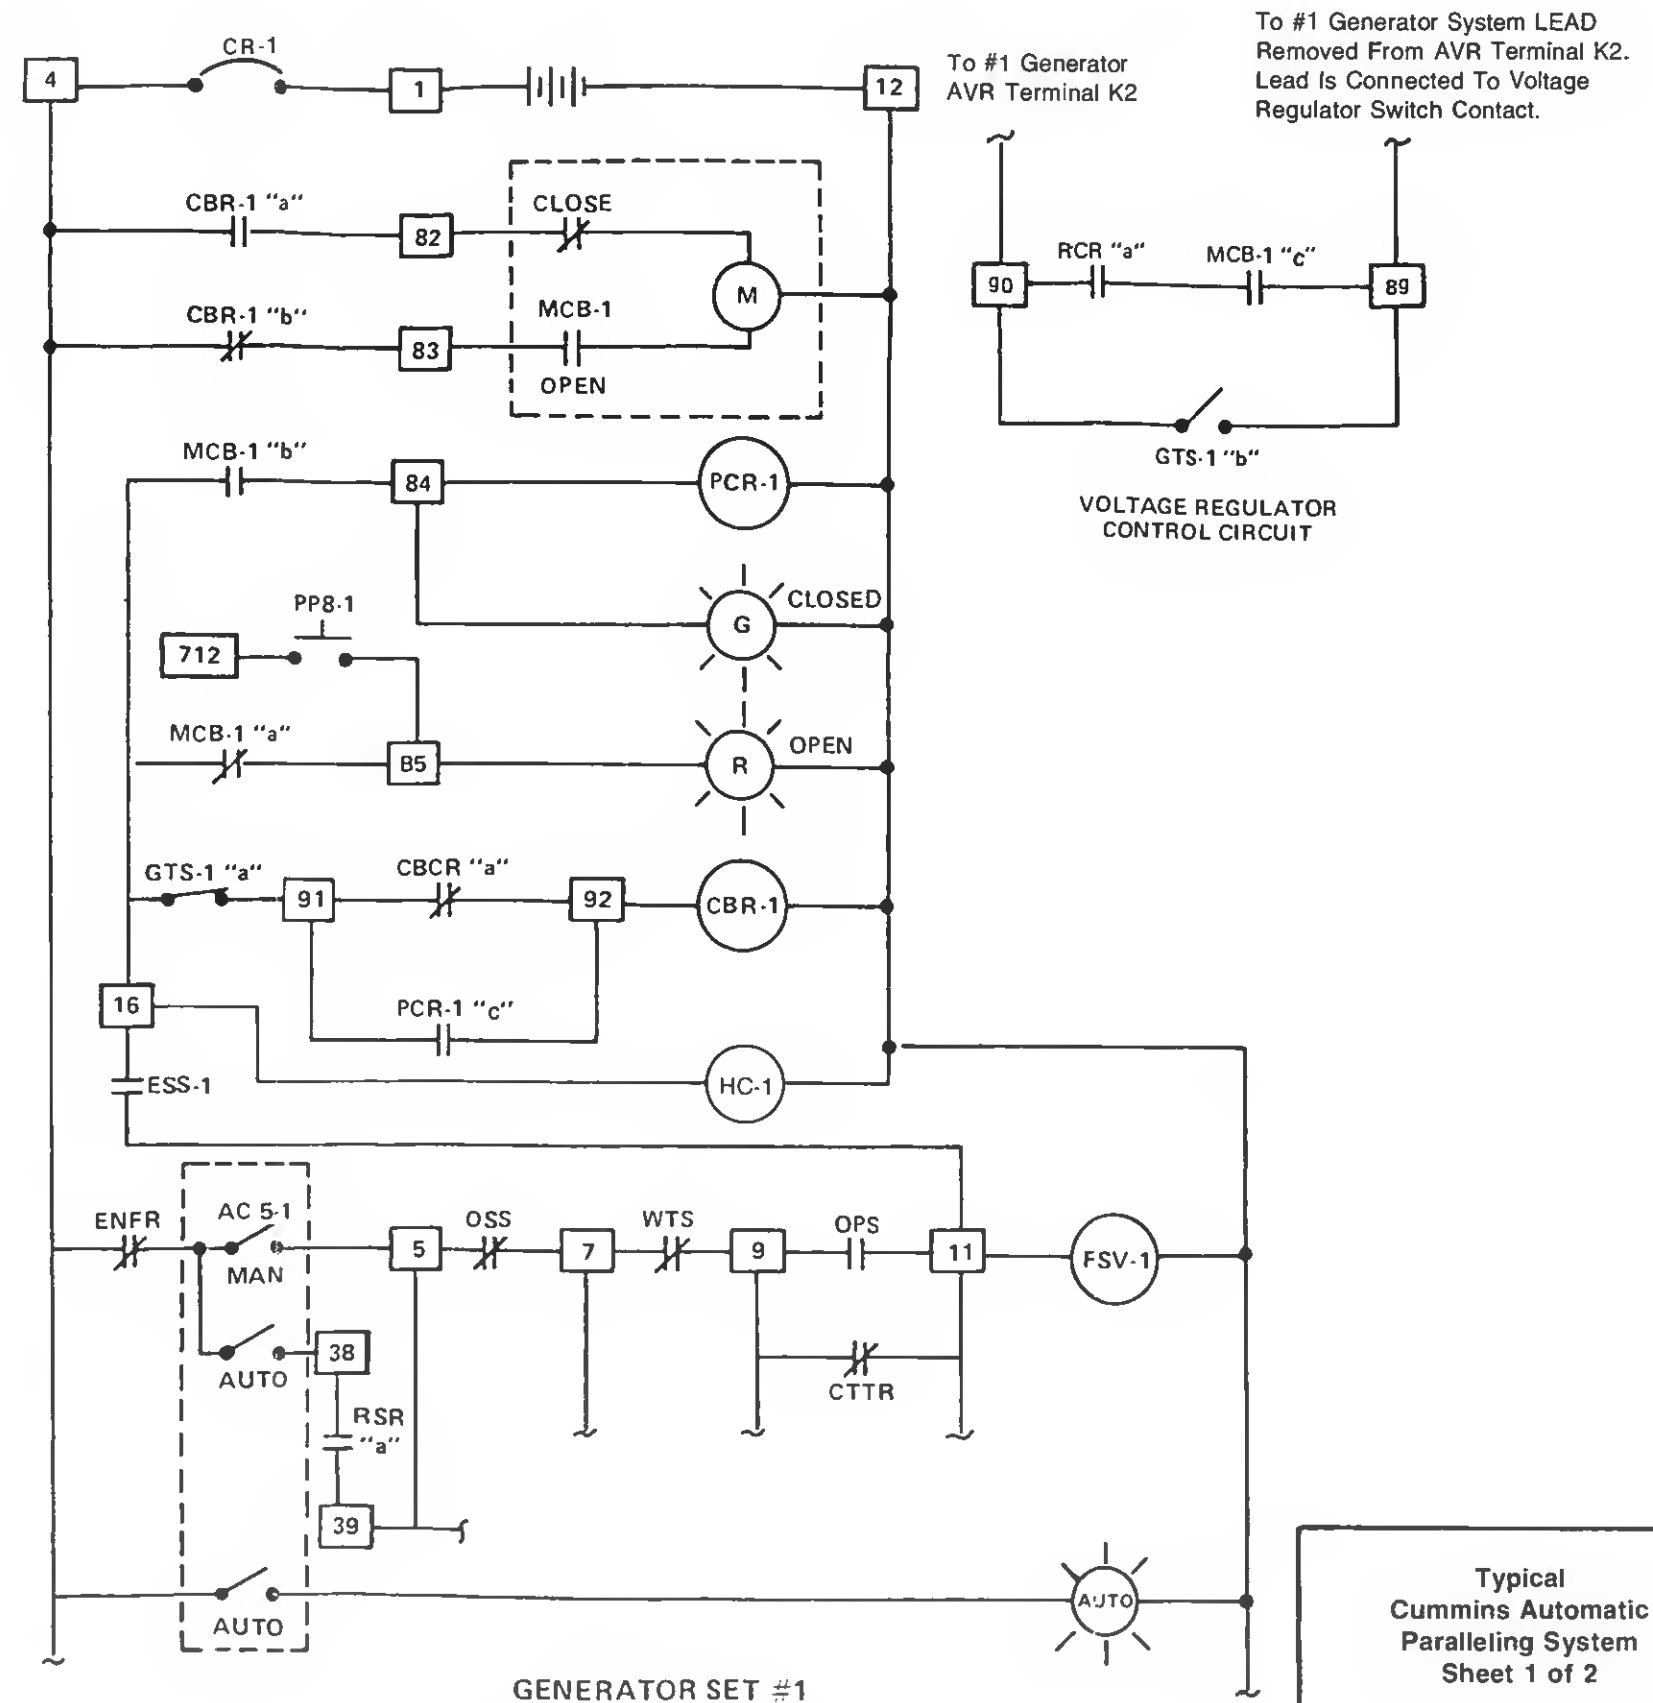 To #1 Generator System LEAD
Removed From AVR Terminal K2.
Lead Is Connected To Voltage
Regulator Switch Contact.
To #1 Generator
AVR Terminal K2
CR-1
4
1
12
CBR-1 "a"
82
CLOSE
M
CBR-1 "b"
83
MCB-1
OPEN
RCR "a"
MCB-1 "c"
90
89
GTS-1 "b"
VOLTAGE REGULATOR
CONTROL CIRCUIT
MCB-1 "b"
84
PCR-1
PP8-1
712
G
CLOSED
MCB-1 "a"
B5
R
OPEN
GTS-1 "a"
91
CBCR "a"
92
CBR-1
PCR-1 "c"
16
ESS-1
HC-1
ENFR
AC 5-1
MAN
5
OSS
7
WTS
9
OPS
11
FSV-1
AUTO
38
CTTR
RSR
"a"
39
AUTO
AUTO
GENERATOR SET #1
Typical
Cummins Automatic
Paralleling System
Sheet 1 of 2